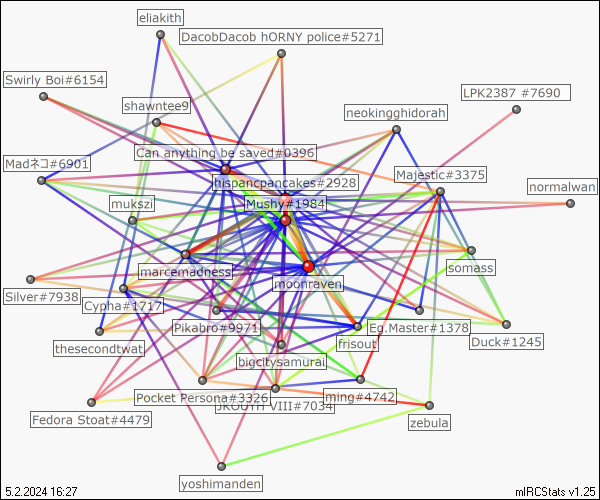 eliakith
DacobDacob hORNY police#5271
Swirly Boi#6154
LPK2387 #7690
shawntee9
neokingghidorah
Can anything be saved#0396
Madネコ#6901
Majestic#3375
hispancpancakes#2928
normalwan
mukszi
Mushy#1984
somass
marcemadness
moonraven
Silver#7938
Cypha#1717
Pikabro#9971
Eg.Master#1378
Duck#1245
thesecondtwat
frisout
bigcitysamurai
Pocket Persona#3326
JKOUYH VIII#7034
ming#4742
Fedora Stoat#4479
zebula
yoshimanden
5.2.2024 16:27
mIRCStats v1.25